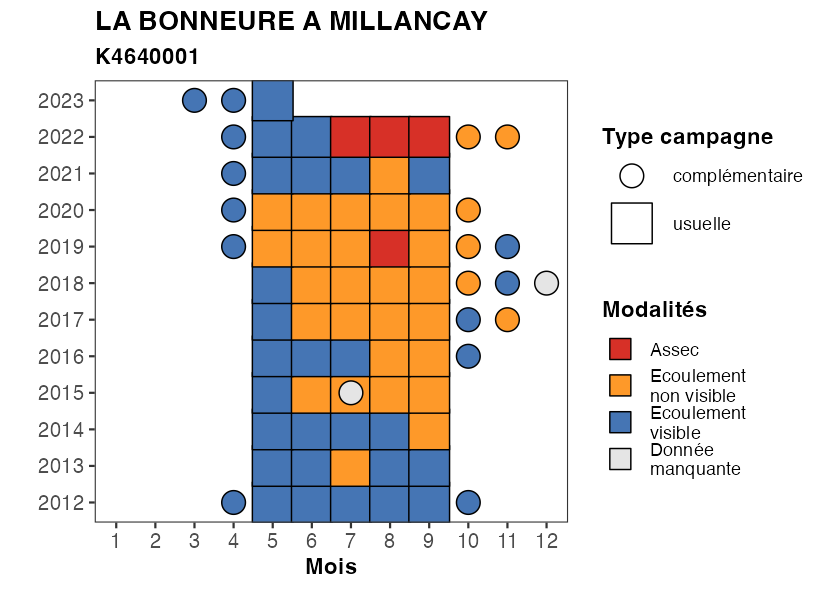 LA BONNEURE A MILLANCAY
K4640001
2023
2022
2021
2020
2019
2018
2017
2016
2015
2014
2013
2012
1 2 3 4 5 6 7 8 9 10 11 12
Mois
Type campagne
complémentaire
usuelle
Modalités
Assec
Ecoulement
non visible
Ecoulement
visible
Donnée
manquante